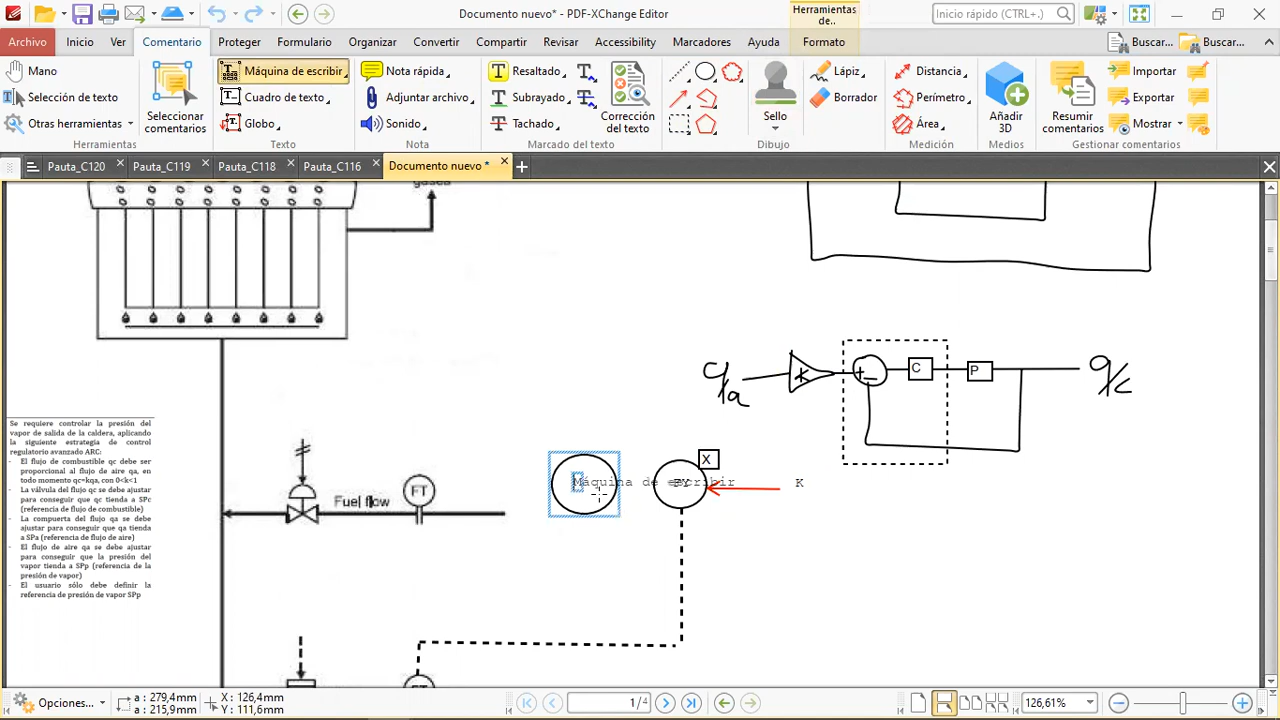 Documento nuevo * - PDF-XChange Editor
Herramientas de..
Inicio rápido (CTRL+.)
Archivo
Inicio
Ver
Comentario
Proteger
Formulario
Organizar
Convertir
Compartir
Revisar
Accessibility
Marcadores
Ayuda
Formato
Buscar...
Buscar...
Mano
Selección de texto
Otras herramientas
Seleccionar comentarios
Herramientas
Máquina de escribir
Cuadro de texto
Globo
Texto
Nota rápida
Adjuntar archivo
Sonido
Nota
Resaltado
Subrayado
Tachado
Corrección del texto
Marcado del texto
Sello
Lápiz
Borrador
Dibujo
Distancia
Perímetro
Área
Medición
Añadir 3D
Medios
Resumir comentarios
Importar
Exportar
Mostrar
Gestionar comentarios
Pauta_C120
Pauta_C119
Pauta_C118
Pauta_C116
Documento nuevo *
gases
qa
K
+
−
C
P
qc
Se requiere controlar la presión del
vapor de salida de la caldera, aplicando
la siguiente estrategia de control
regulatorio avanzado ARC:
- El flujo de combustible qc debe ser
proporcional al flujo de aire qa, en
todo momento qc=kqa, con 0<k<1
- La válvula del flujo qc se debe ajustar
para conseguir que qc tienda a SPc
(referencia de flujo de combustible)
- La compuerta del flujo qa se debe
ajustar para conseguir que qa tienda
a SPa (referencia de flujo de aire)
- El flujo de aire qa se debe ajustar
para conseguir que la presión del
vapor tienda a SPp (referencia de la
presión de vapor)
- El usuario sólo debe definir la
referencia de presión de vapor SPp
Fuel flow
FT
Máquina de escribir
FY
X
K
FT
Opciones...
a : 279,4mm
a : 215,9mm
X : 126,4mm
Y : 111,6mm
1/4
126,61%